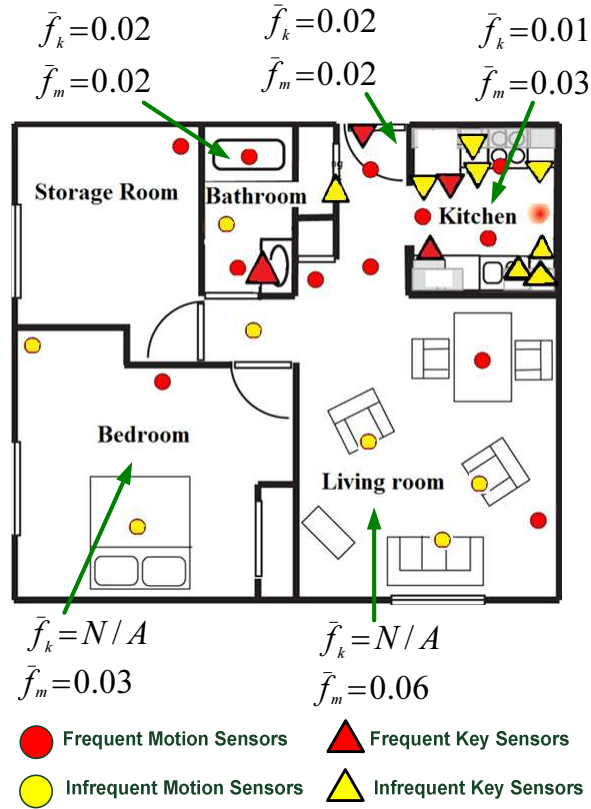 f̄k = 0.02
f̄m = 0.02
f̄k = 0.02
f̄m = 0.02
f̄k = 0.01
f̄m = 0.03
Storage Room
Bathroom
Kitchen
Bedroom
Living room
f̄k = N / A
f̄m = 0.03
f̄k = N / A
f̄m = 0.06
Frequent Motion Sensors
Frequent Key Sensors
Infrequent Motion Sensors
Infrequent Key Sensors